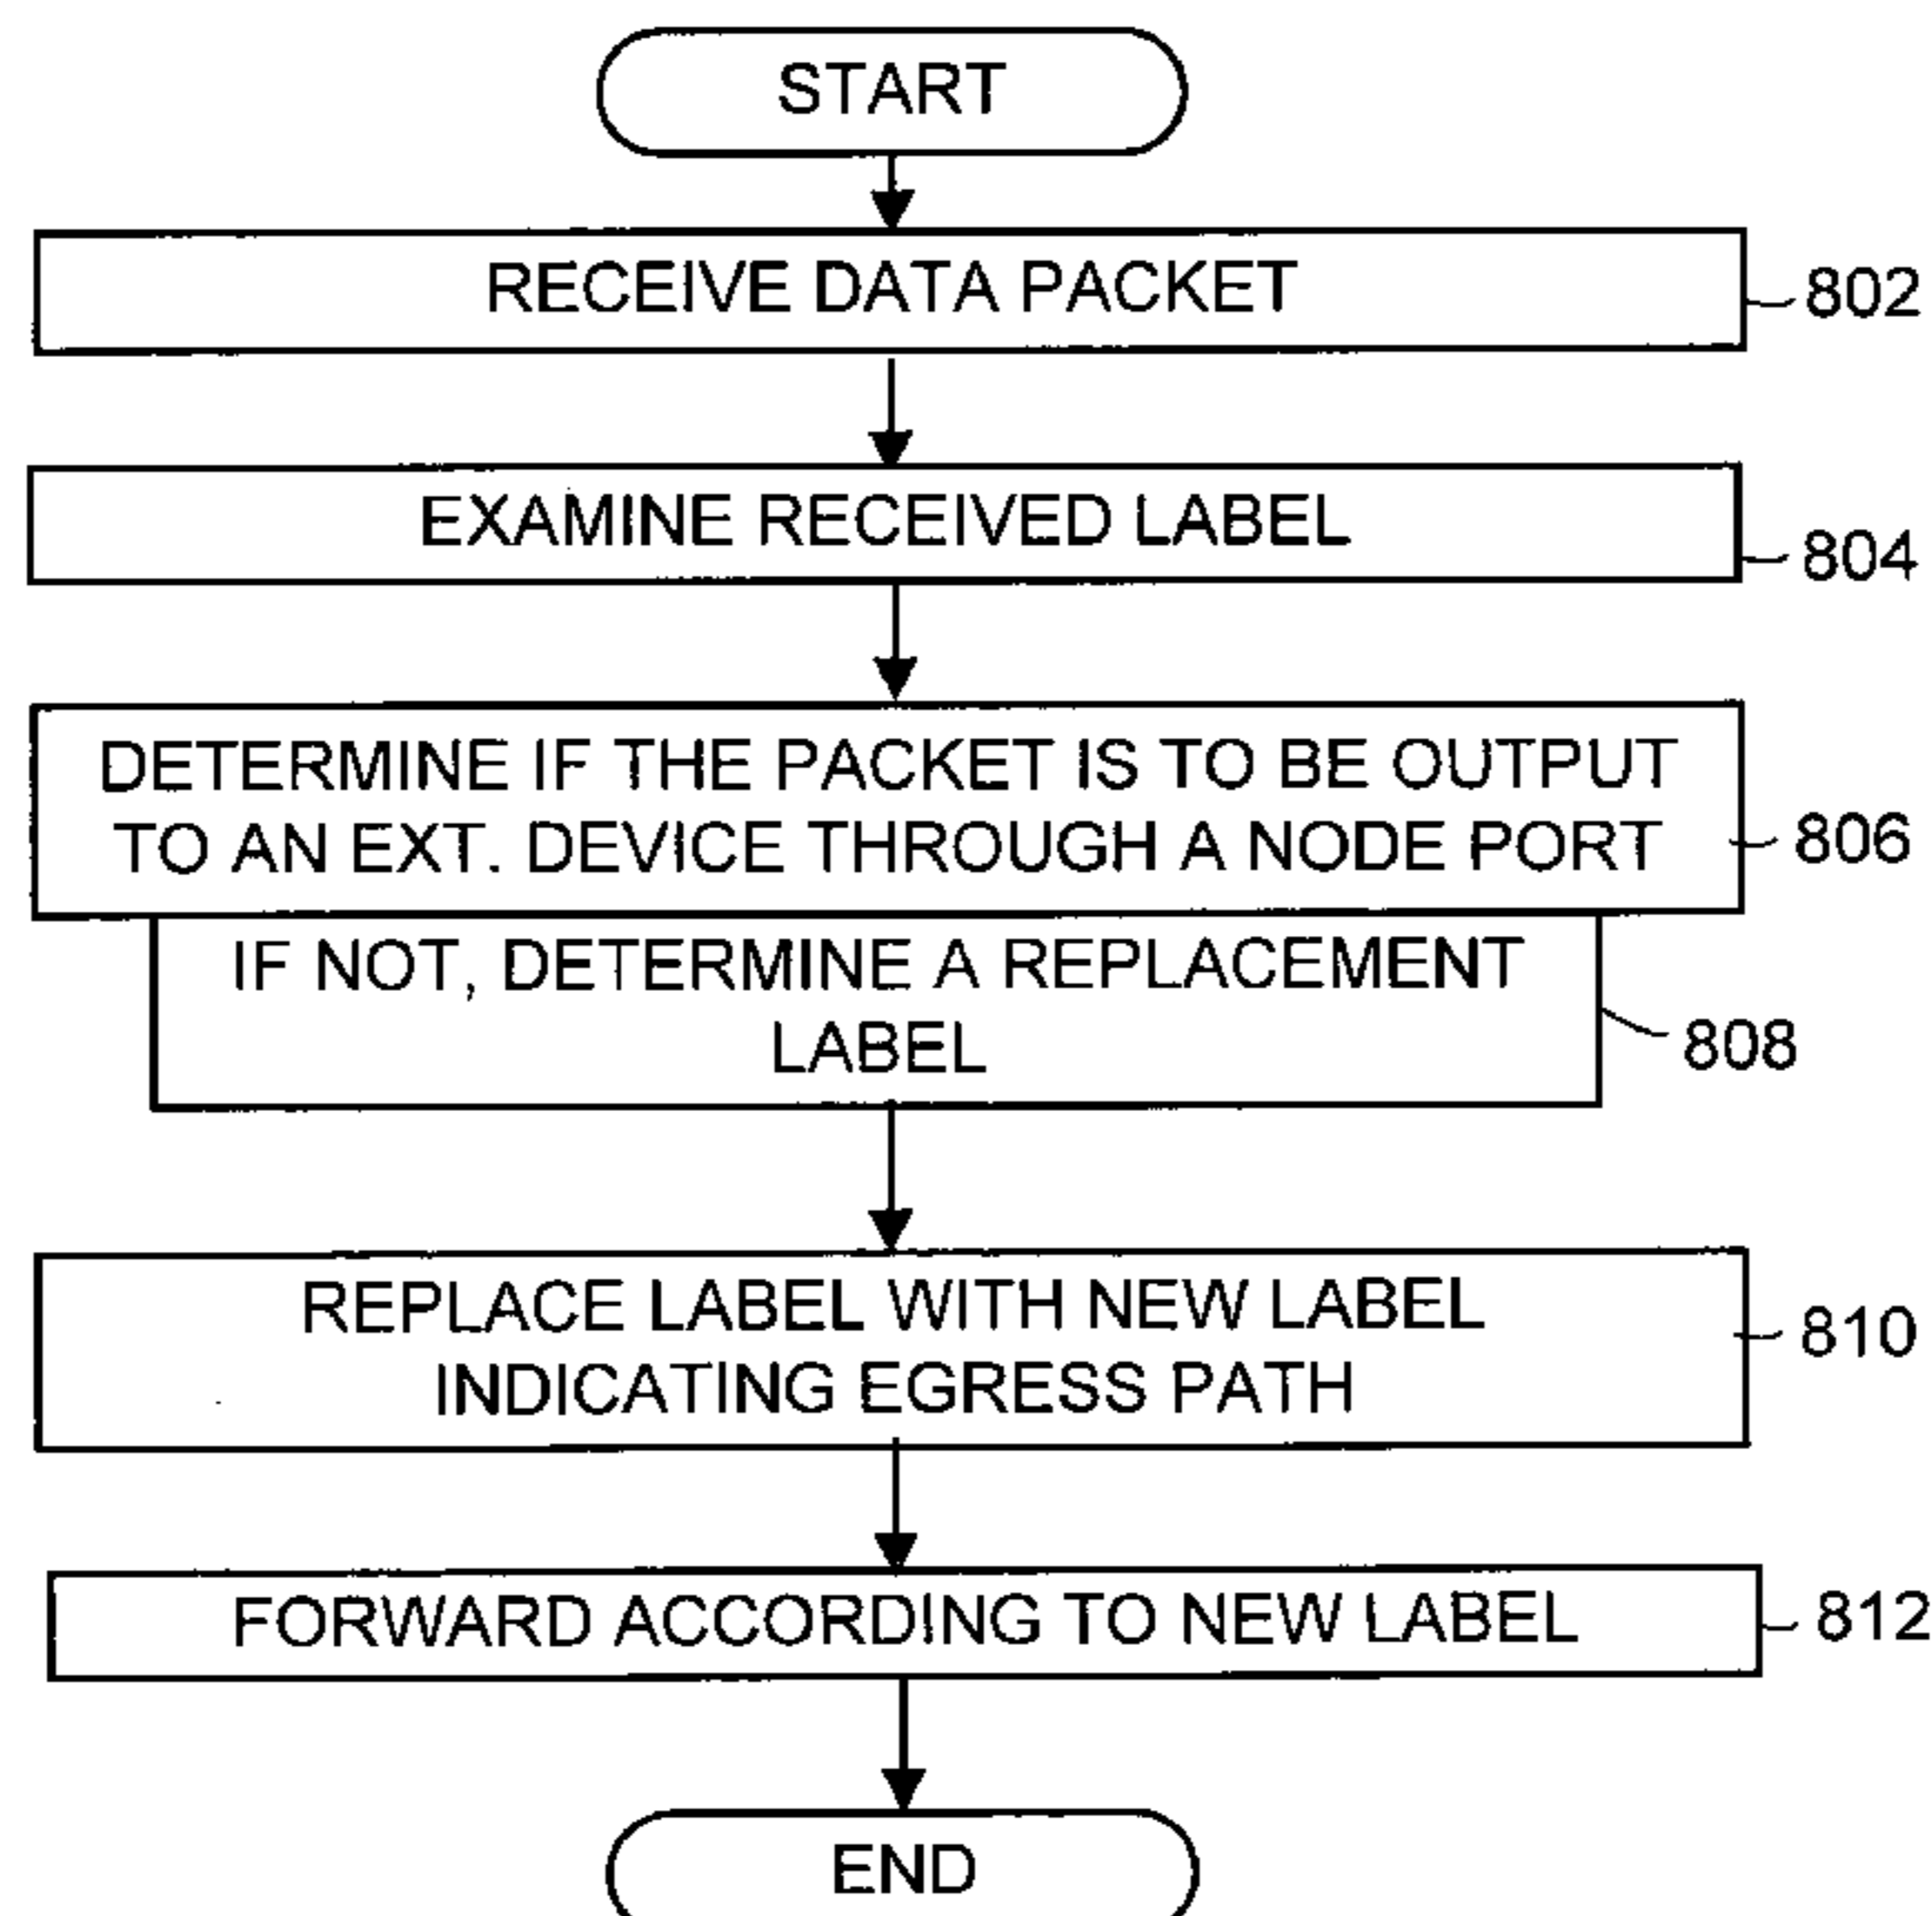 START
RECEIVE DATA PACKET
802
EXAMINE RECEIVED LABEL
804
DETERMINE IF THE PACKET IS TO BE OUTPUT
TO AN EXT. DEVICE THROUGH A NODE PORT
806
IF NOT, DETERMINE A REPLACEMENT
LABEL
808
REPLACE LABEL WITH NEW LABEL
INDICATING EGRESS PATH
810
FORWARD ACCORDING TO NEW LABEL
812
END